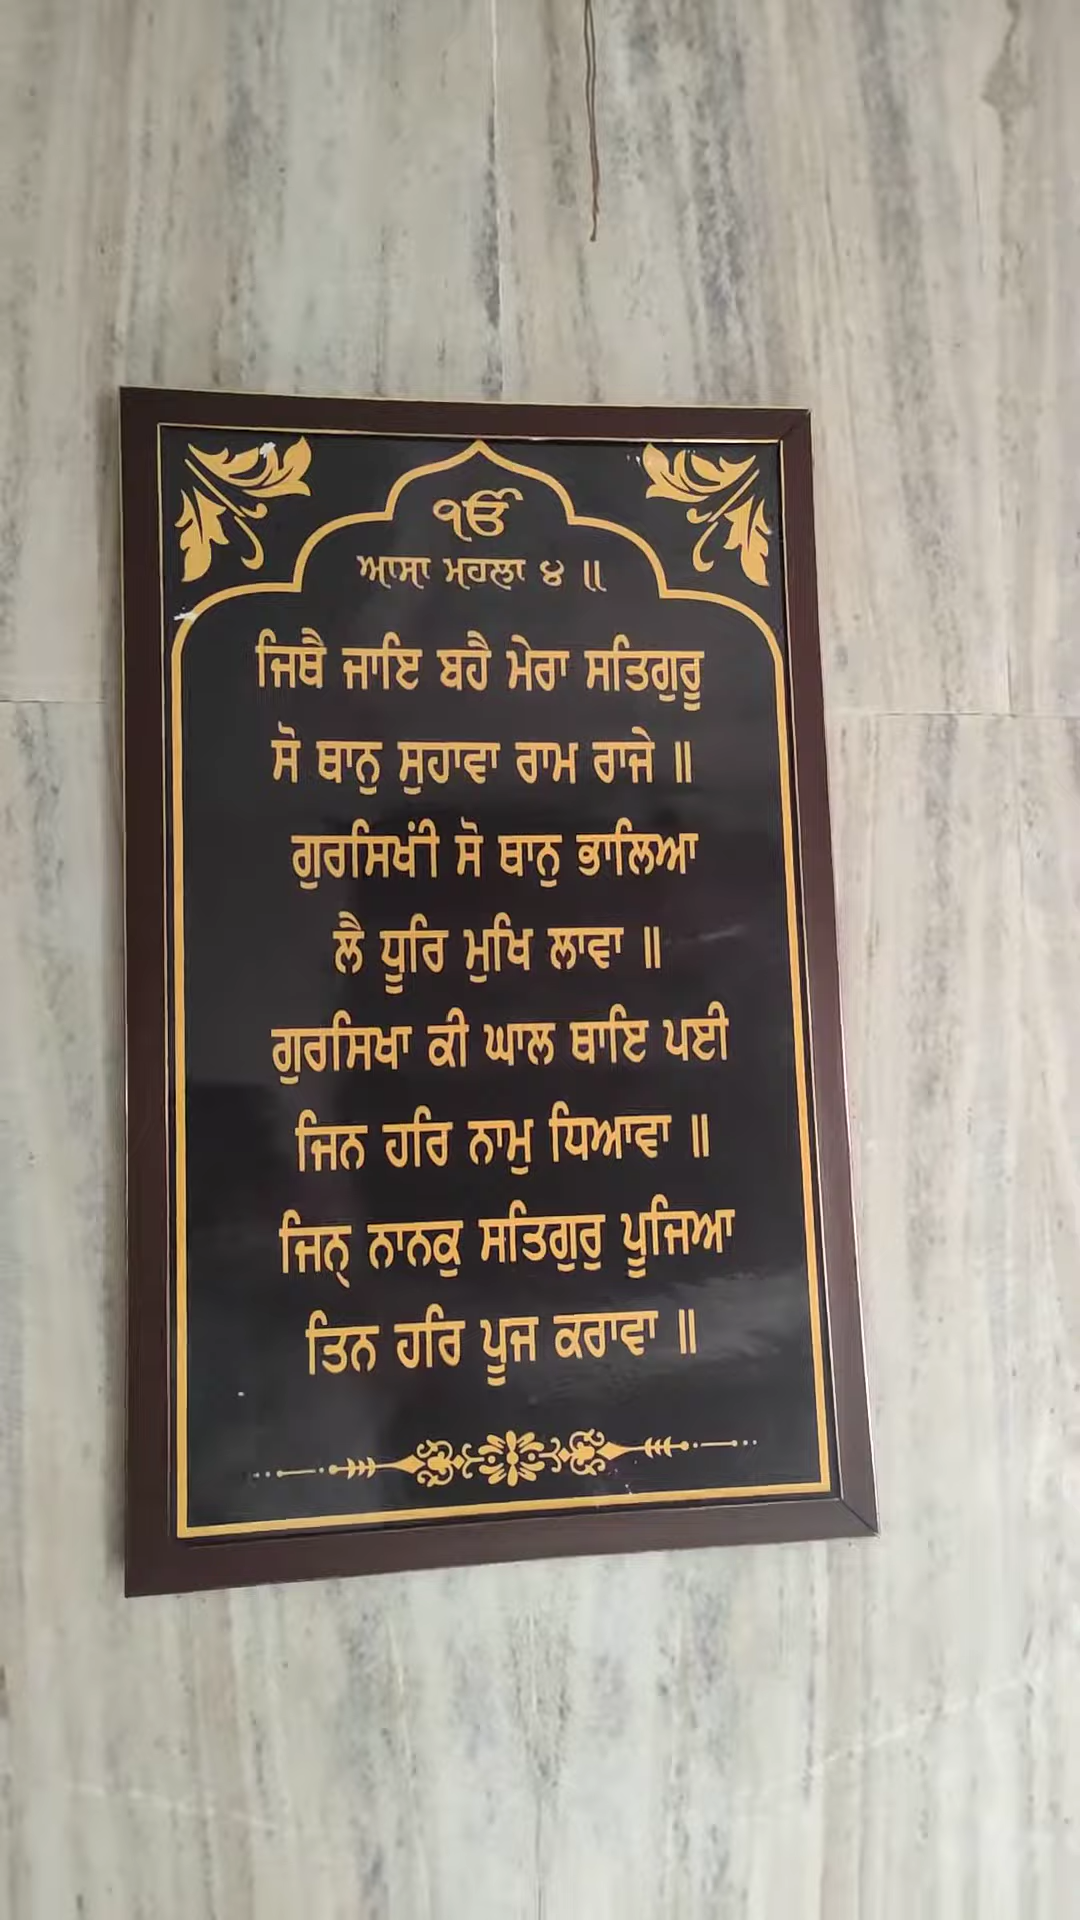 ੴ
ਆਸਾ ਮਹਲਾ ੪ ॥
ਜਿਥੈ ਜਾਇ ਬਹੈ ਮੇਰਾ ਸਤਿਗੁਰੂ
ਸੋ ਥਾਨੁ ਸੁਹਾਵਾ ਰਾਮ ਰਾਜੇ ॥
ਗੁਰਸਿਖੀਂ ਸੋ ਥਾਨੁ ਭਾਲਿਆ
ਲੈ ਧੂਰਿ ਮੁਖਿ ਲਾਵਾ ॥
ਗੁਰਸਿਖਾ ਕੀ ਘਾਲ ਥਾਇ ਪਈ
ਜਿਨ ਹਰਿ ਨਾਮੁ ਧਿਆਵਾ ॥
ਜਿਨੑ ਨਾਨਕੁ ਸਤਿਗੁਰੁ ਪੂਜਿਆ
ਤਿਨ ਹਰਿ ਪੂਜ ਕਰਾਵਾ ॥